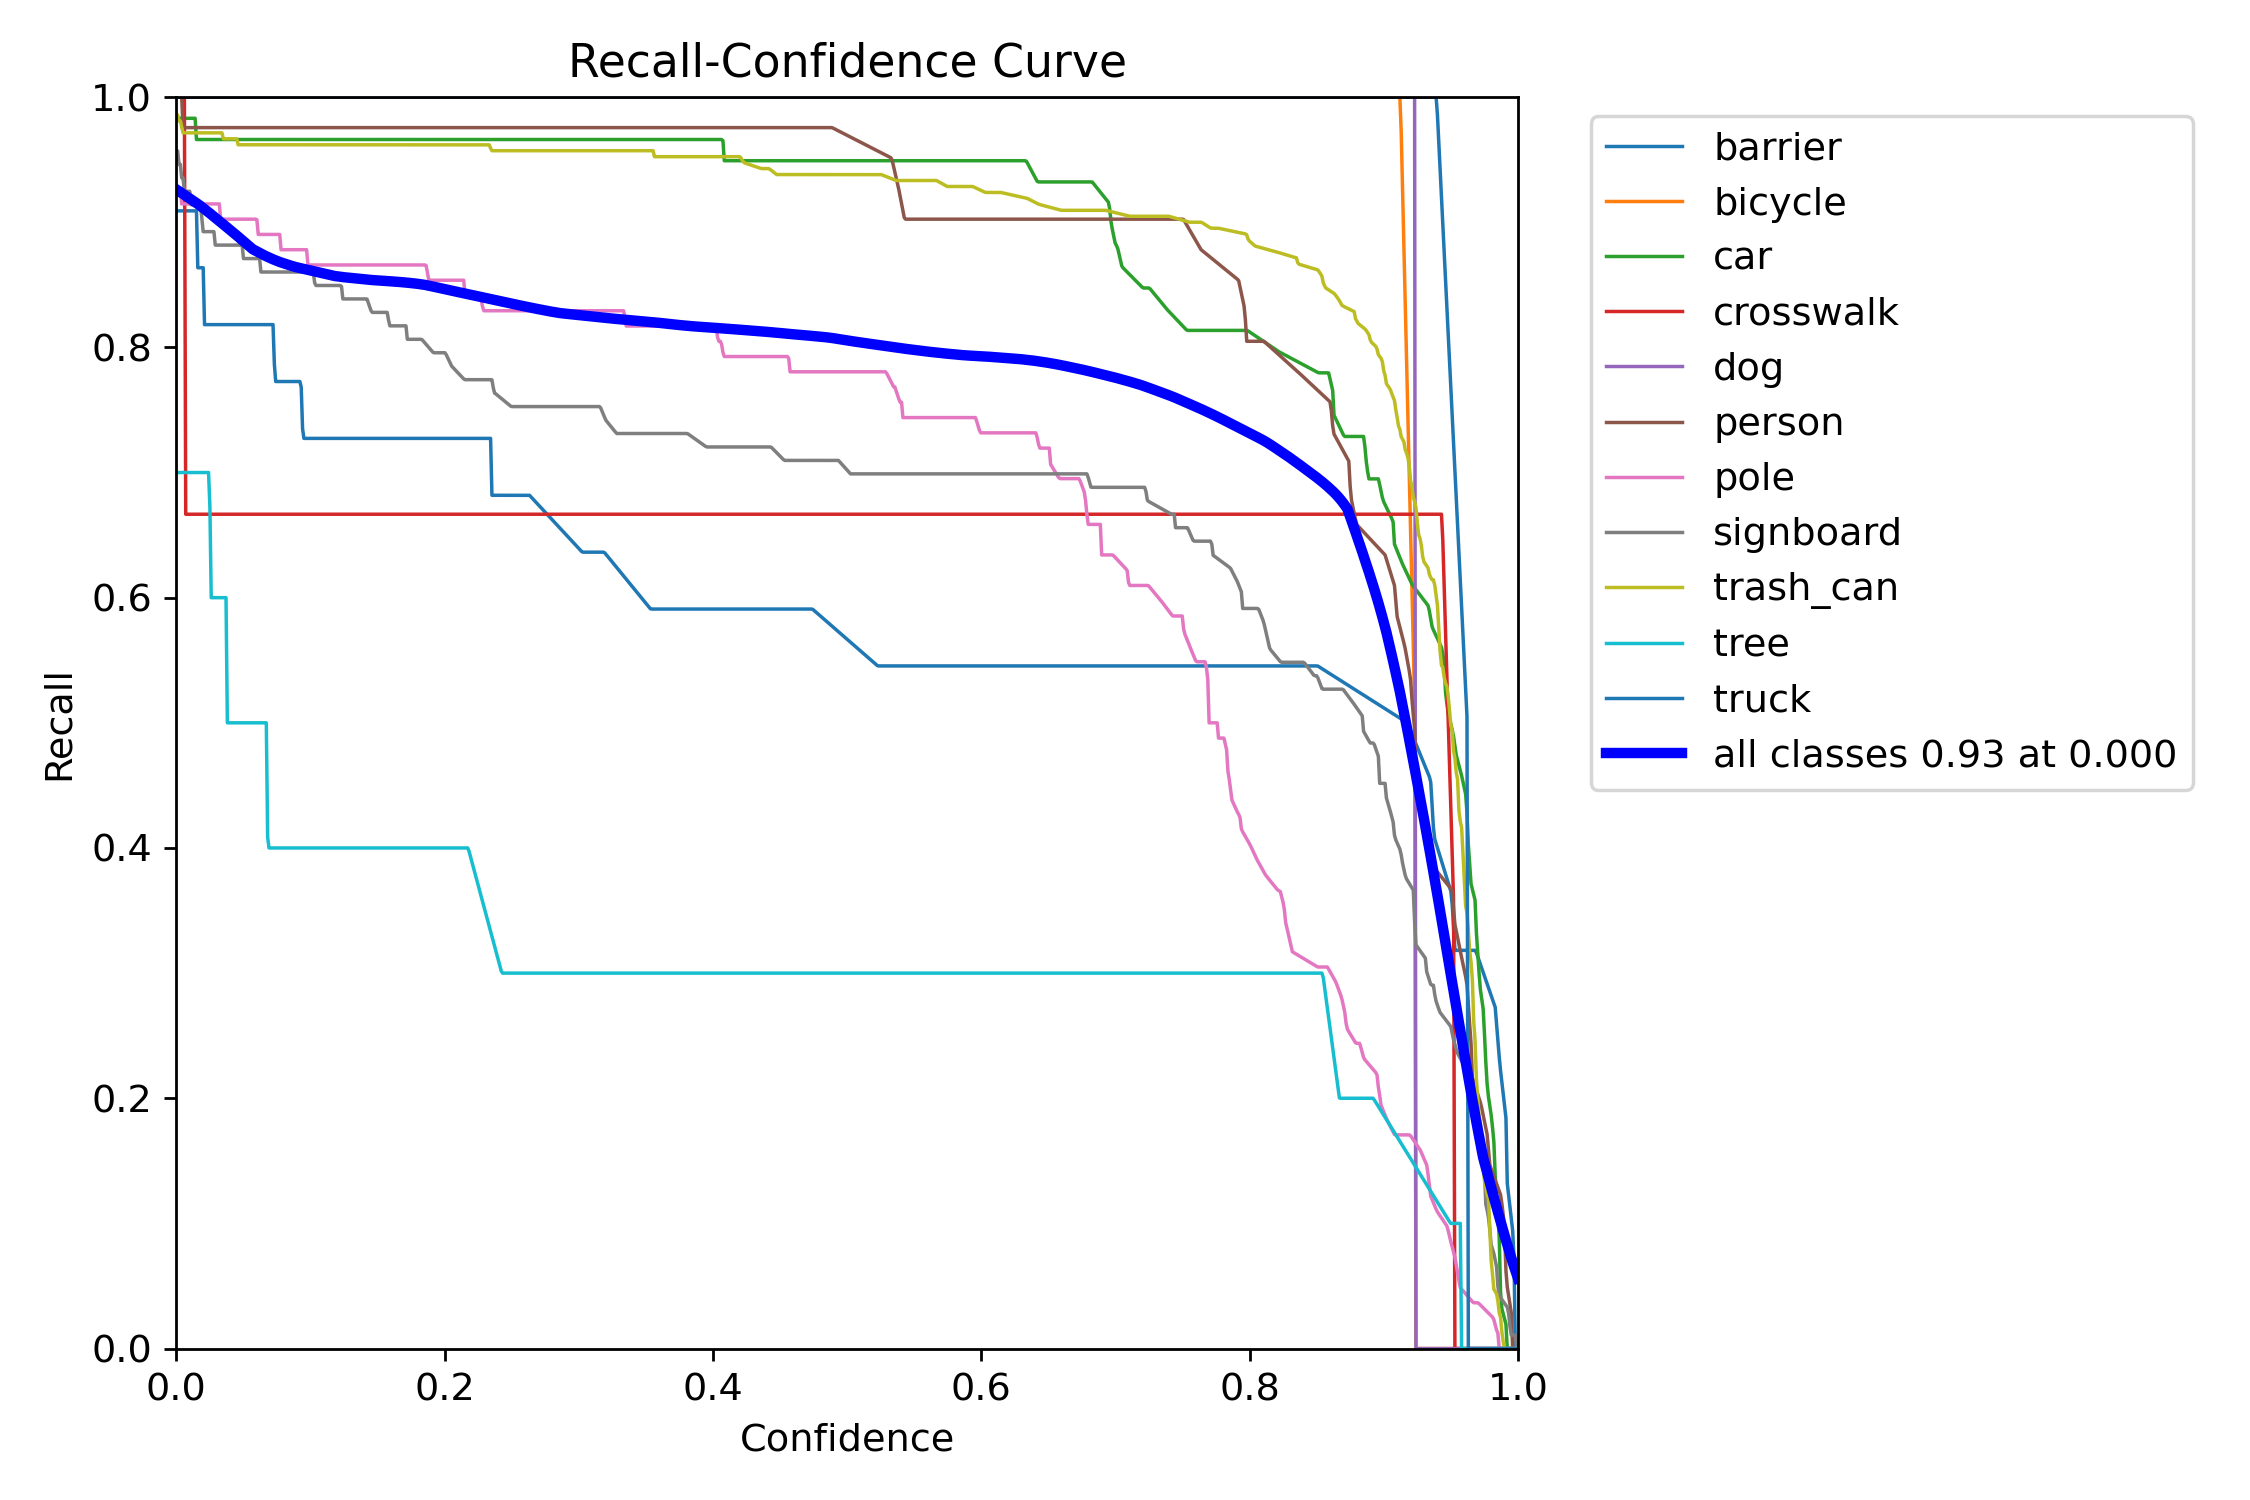 Recall-Confidence Curve
1.0
0.8
0.6
0.4
0.2
0.0
Recall
0.0 0.2 0.4 0.6 0.8 1.0
Confidence
barrier
bicycle
car
crosswalk
dog
person
pole
signboard
trash_can
tree
truck
all classes 0.93 at 0.000